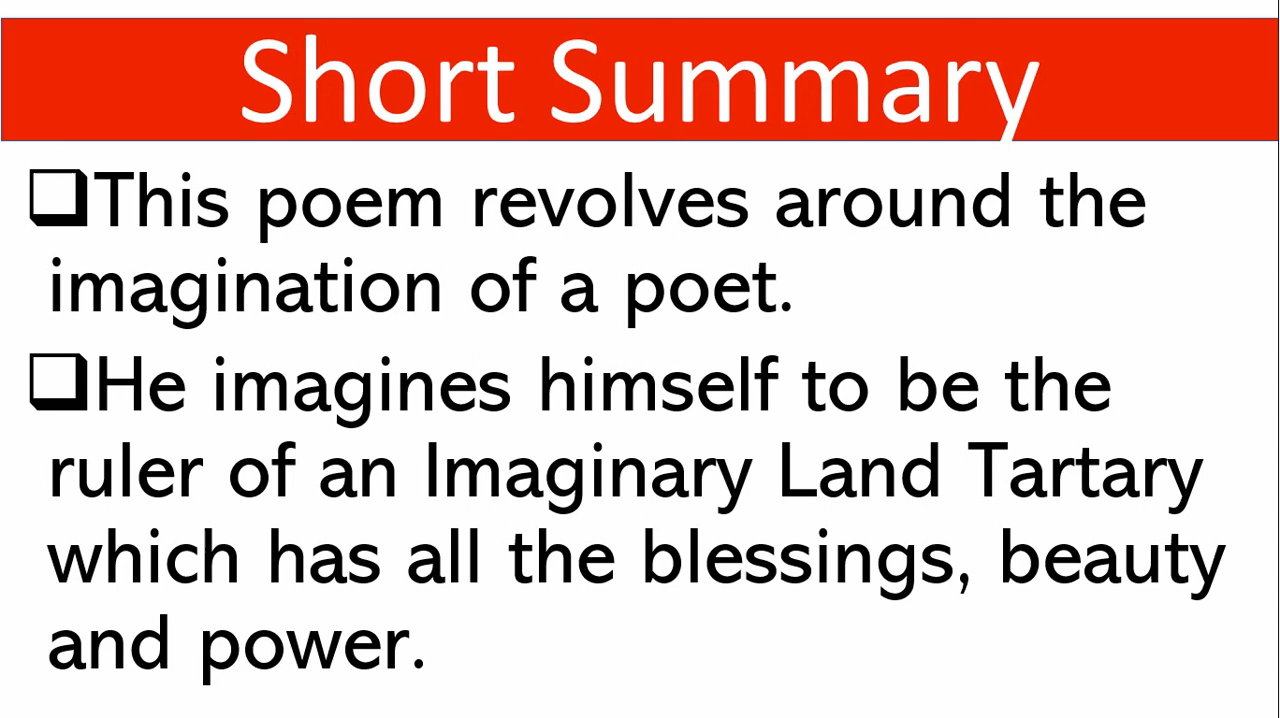 Short Summary
❑This poem revolves around the
imagination of a poet.
❑He imagines himself to be the
ruler of an Imaginary Land Tartary
which has all the blessings, beauty
and power.